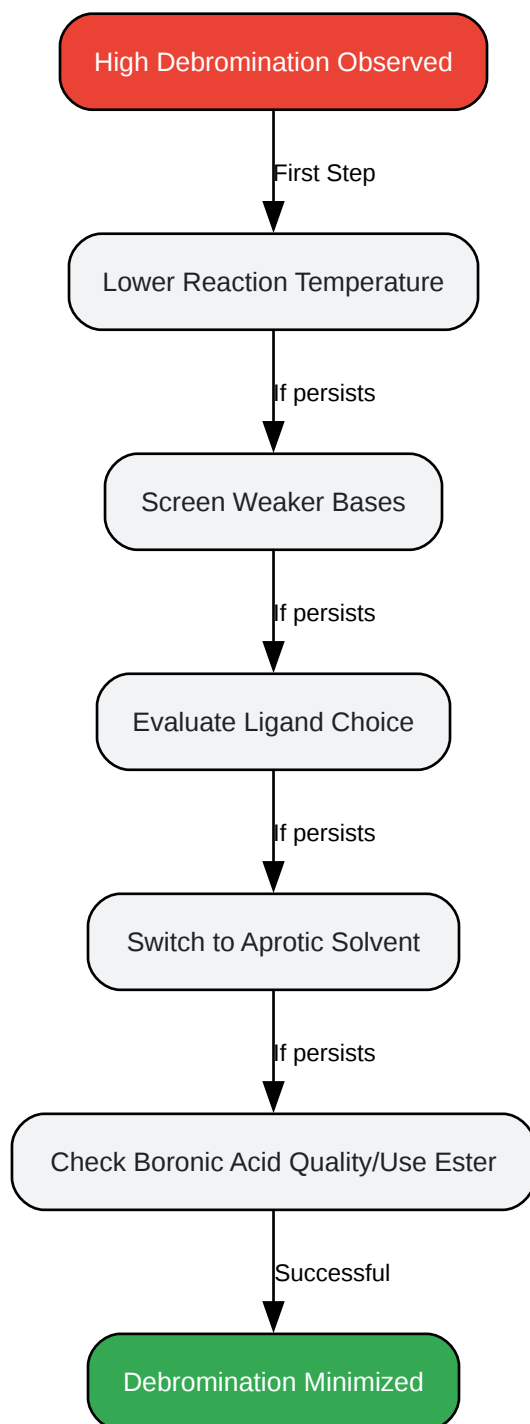 High Debromination Observed
First Step
Lower Reaction Temperature
If persists
Screen Weaker Bases
If persists
Evaluate Ligand Choice
If persists
Switch to Aprotic Solvent
If persists
Check Boronic Acid Quality/Use Ester
Successful
Debromination Minimized